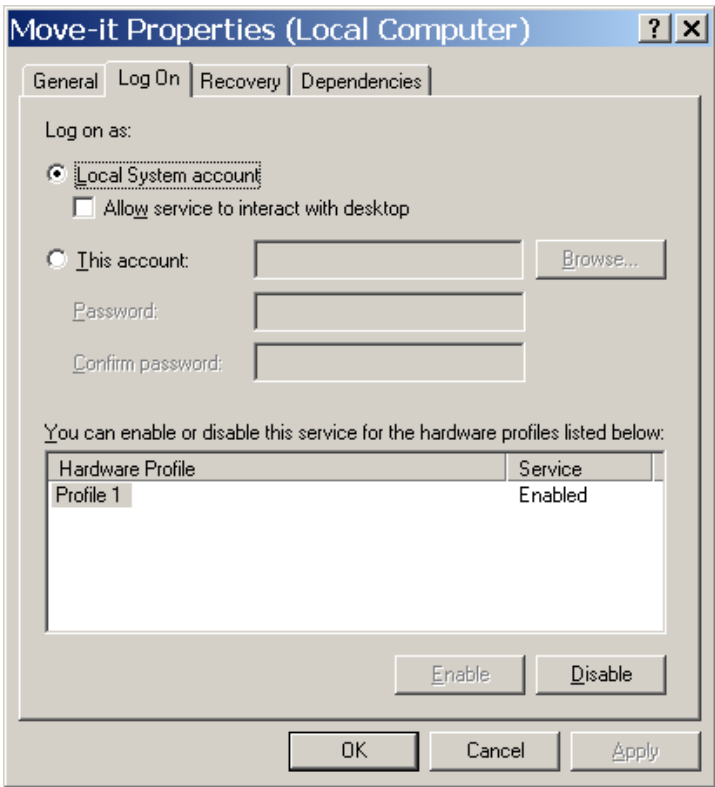 Move-it Properties (Local Computer) ? X
General Log On Recovery Dependencies
Log on as:
Local System account
Allow service to interact with desktop
This account: Browse...
Password:
Confirm password:
You can enable or disable this service for the hardware profiles listed below:
Hardware Profile Service
Profile 1 Enabled
Enable Disable
OK Cancel Apply